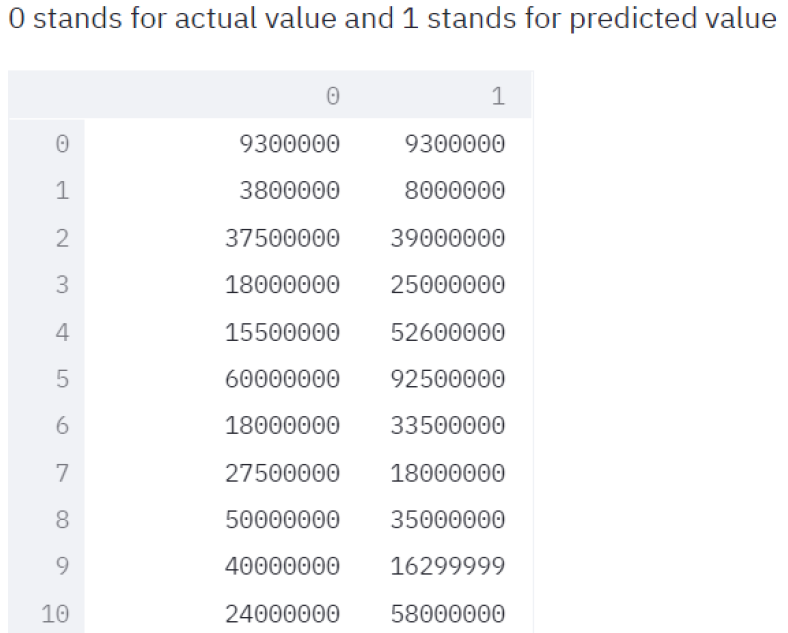 0 stands for actual value and 1 stands for predicted value
0 1
0 9300000 9300000
1 3800000 8000000
2 37500000 39000000
3 18000000 25000000
4 15500000 52600000
5 60000000 92500000
6 18000000 33500000
7 27500000 18000000
8 50000000 35000000
9 40000000 16299999
10 24000000 58000000